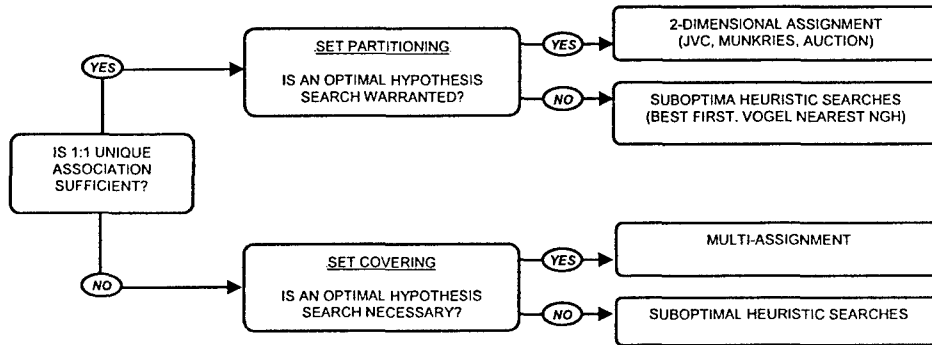 IS 1:1 UNIQUE
ASSOCIATION
SUFFICIENT?
YES
SET PARTITIONING
IS AN OPTIMAL HYPOTHESIS
SEARCH WARRANTED?
YES
2-DIMENSIONAL ASSIGNMENT
(JVC, MUNKRIES, AUCTION)
NO
SUBOPTIMA HEURISTIC SEARCHES
(BEST FIRST. VOGEL NEAREST NGH)
NO
SET COVERING
IS AN OPTIMAL HYPOTHESIS
SEARCH NECESSARY?
YES
MULTI-ASSIGNMENT
NO
SUBOPTIMAL HEURISTIC SEARCHES